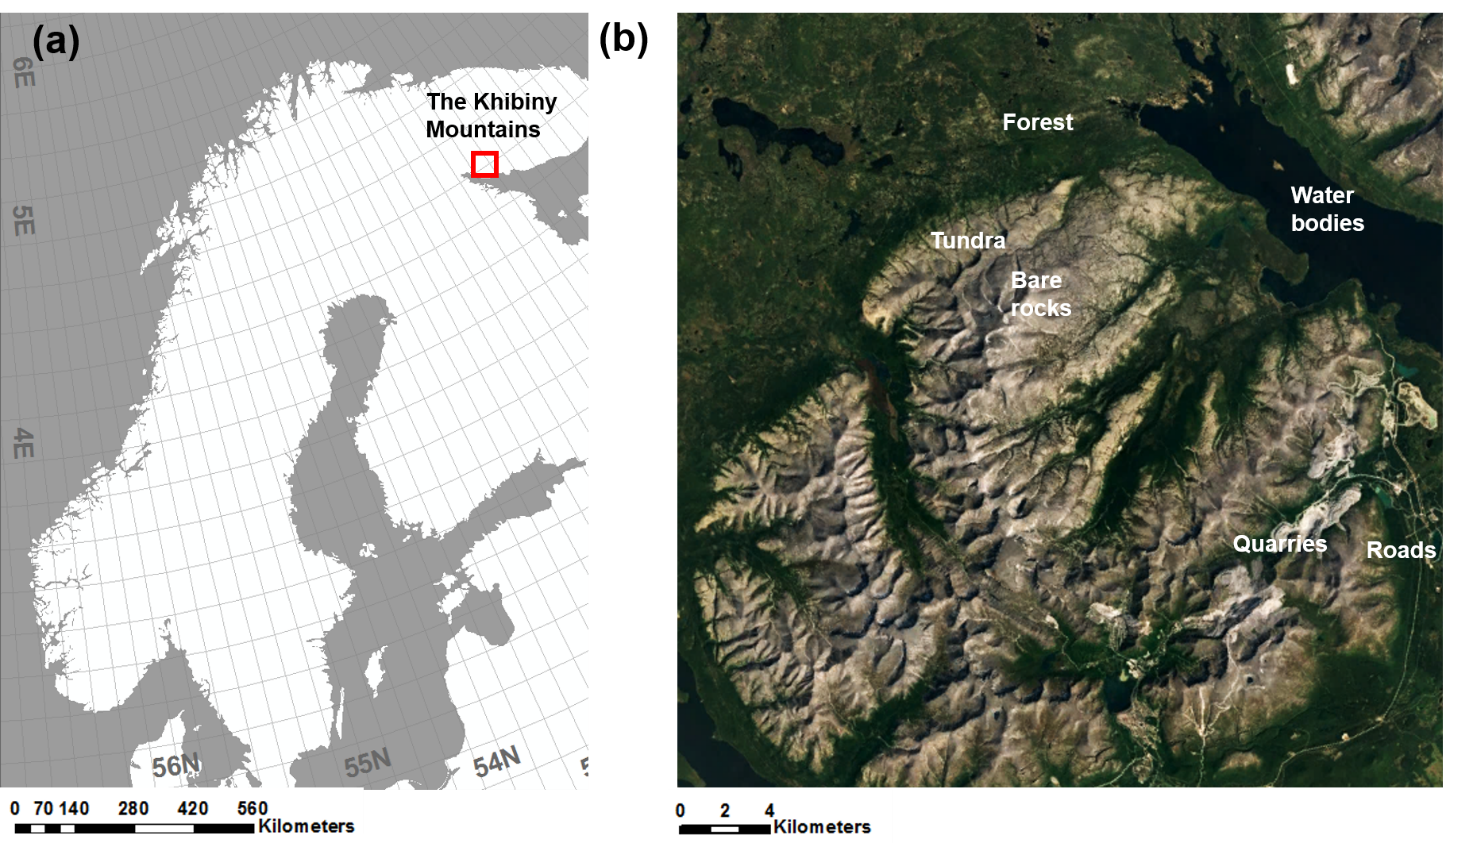 (a)
6E
The Khibiny
Mountains
5E
4E
56N
55N
54N
5
0 70 140 280 420 560
Kilometers
(b)
Forest
Water
bodies
Tundra
Bare
rocks
Quarries
Roads
0 2 4
Kilometers